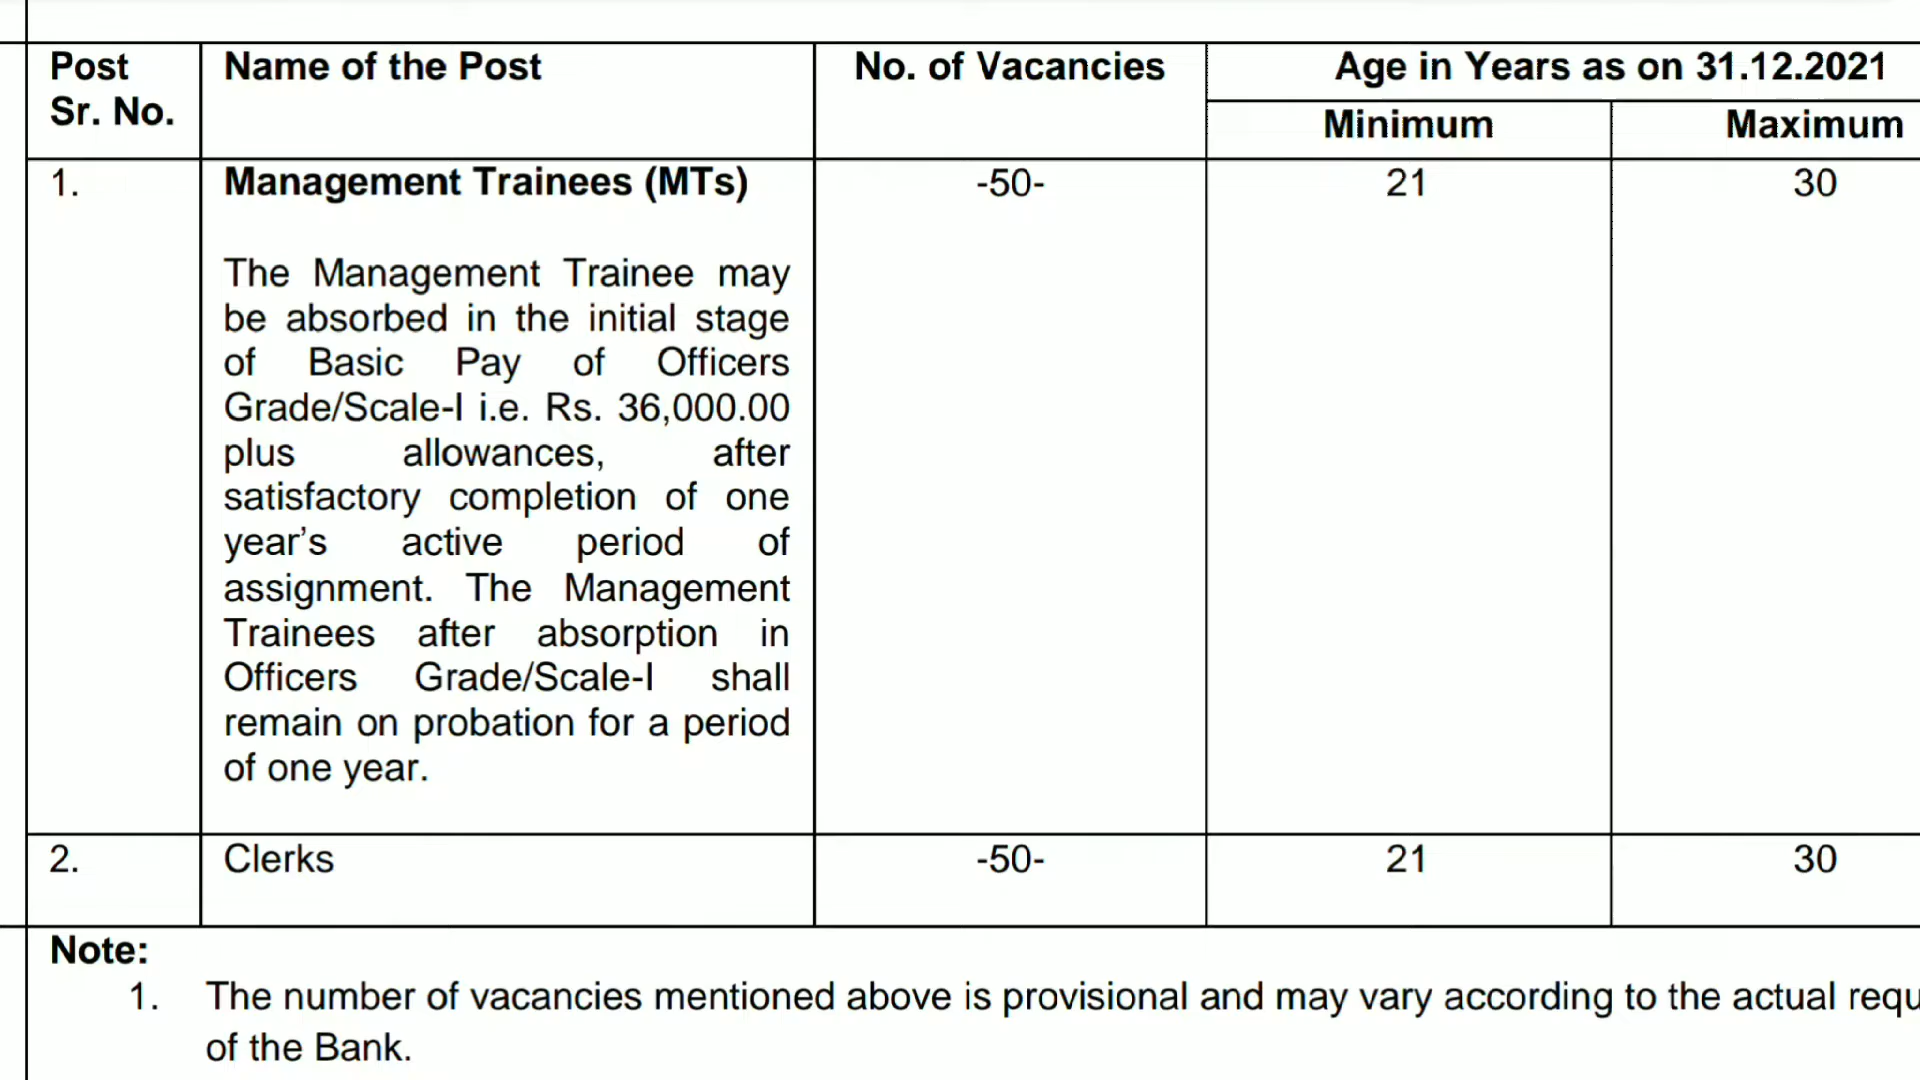 Post
Sr. No.
Name of the Post
No. of Vacancies
Age in Years as on 31.12.2021
Minimum
Maximum
1.
Management Trainees (MTs)
-50-
21
30
The Management Trainee may
be absorbed in the initial stage
of Basic Pay of Officers
Grade/Scale-I i.e. Rs. 36,000.00
plus allowances, after
satisfactory completion of one
year’s active period of
assignment. The Management
Trainees after absorption in
Officers Grade/Scale-I shall
remain on probation for a period
of one year.
2.
Clerks
-50-
21
30
Note:
1. The number of vacancies mentioned above is provisional and may vary according to the actual
of the Bank.